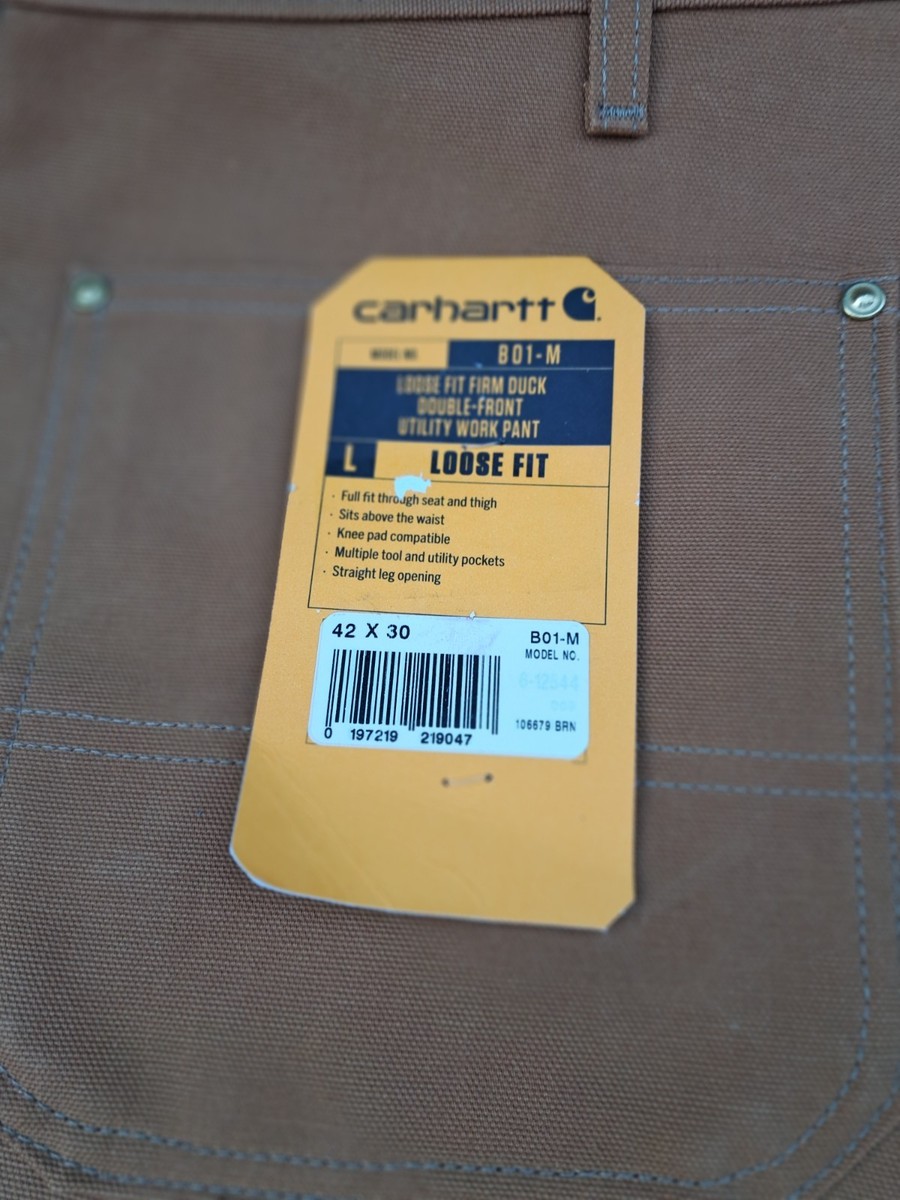 carhartt
MODEL NO. B01-M
LOOSE FIT FIRM DUCK
DOUBLE-FRONT
UTILITY WORK PANT
L LOOSE FIT
· Full fit through seat and thigh
· Sits above the waist
· Knee pad compatible
· Multiple tool and utility pockets
· Straight leg opening
42 X 30 B01-M
MODEL NO.
106679 BRN
0 197219 219047